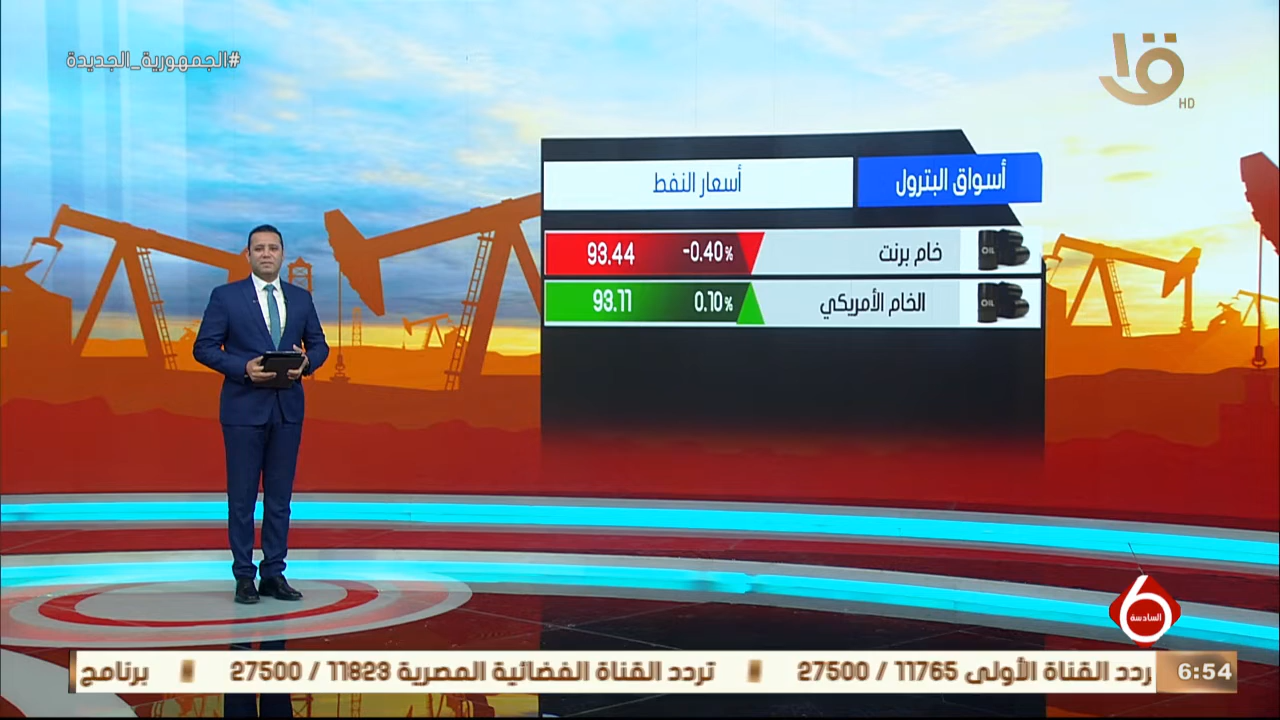 #الجمهورية_الجديدة
ق١
HD
أسواق البترول
أسعار النفط
خام برنت
-0.40%
93.44
الخام الأمريكي
0.10%
93.11
OIL
OIL
6
السادسة
6:54
ردد القناة الأولى 11765 / 27500
تردد القناة الفضائية المصرية 11823 / 27500
برنامج